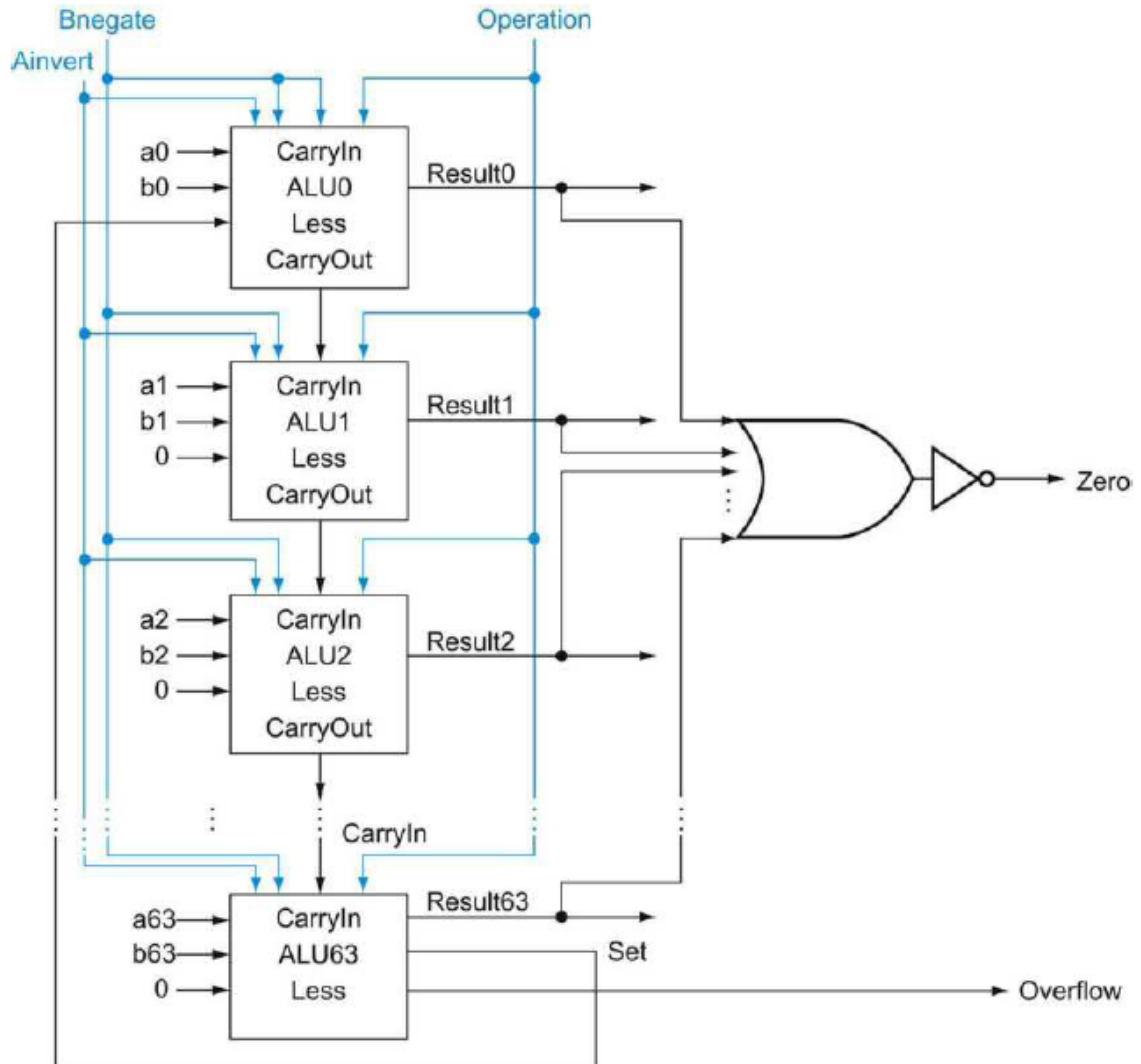 Bnegate
Operation
Ainvert
a0
CarryIn
Result0
b0
ALU0
Less
CarryOut
a1
CarryIn
Result1
b1
ALU1
0
Less
CarryOut
Zero
a2
CarryIn
Result2
b2
ALU2
0
Less
CarryOut
CarryIn
a63
CarryIn
Result63
b63
ALU63
Set
0
Less
Overflow